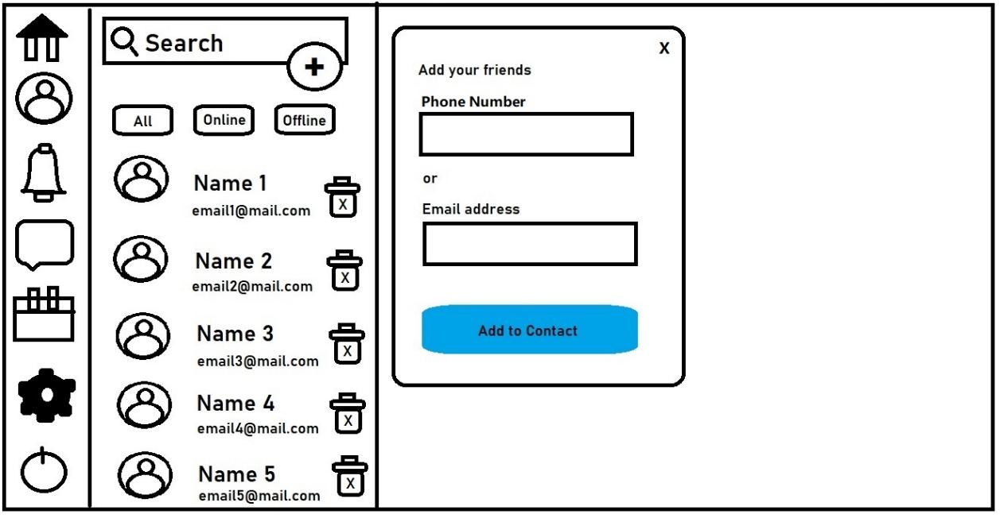 Search
+
All
Online
Offline
Name 1
email1@mail.com
X
Name 2
email2@mail.com
X
Name 3
email3@mail.com
X
Name 4
email4@mail.com
X
Name 5
email5@mail.com
X
X
Add your friends
Phone Number
or
Email address
Add to Contact